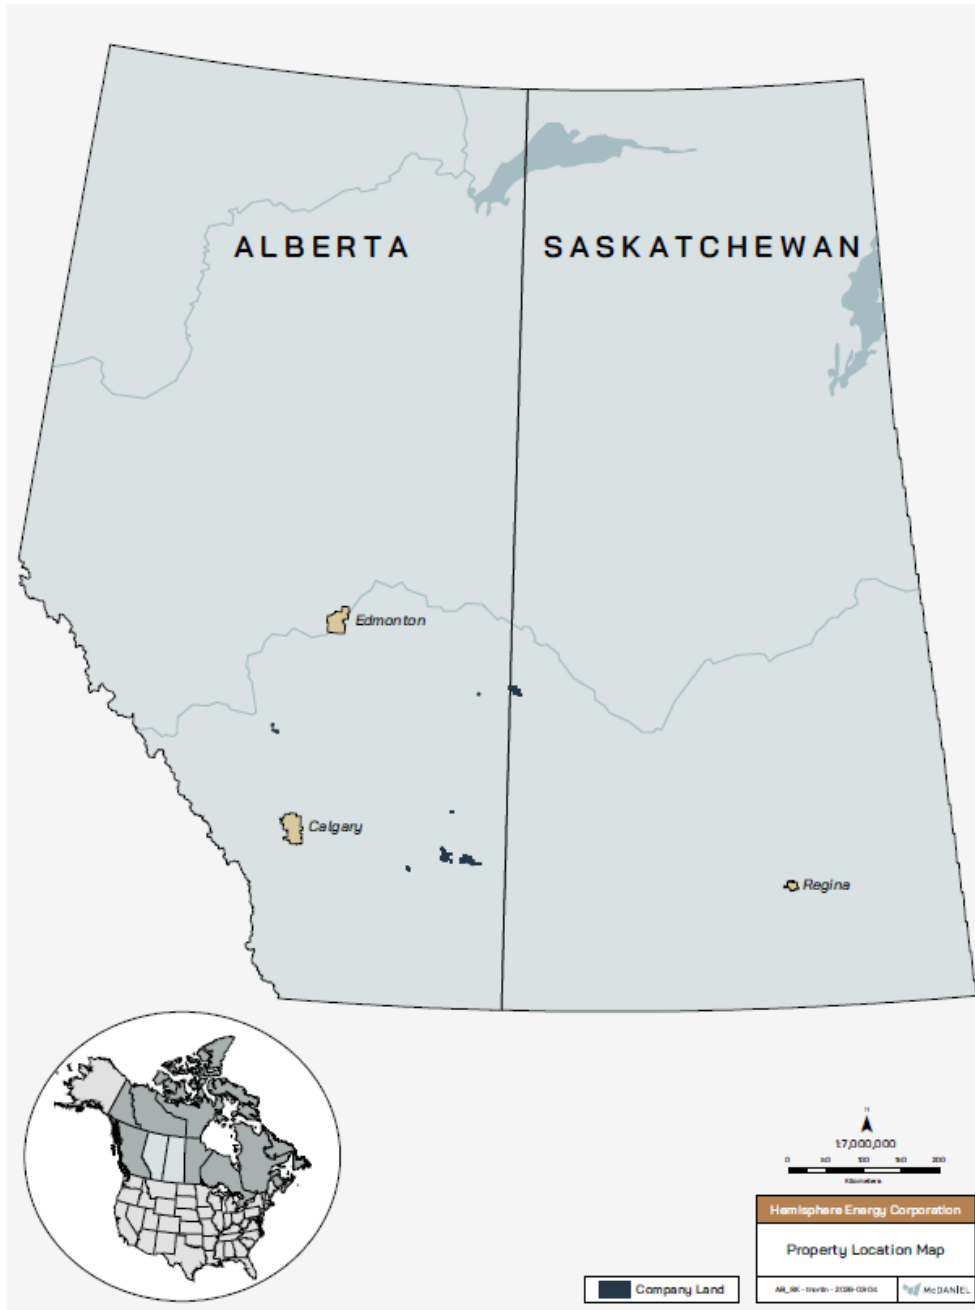 ALBERTA
SASKATCHEWAN
Edmonton
Calgary
Regina
N
1:7,000,000
0 50 100 150 200
Kilometers
Hemisphere Energy Corporation
Property Location Map
Company Land
McDANIEL